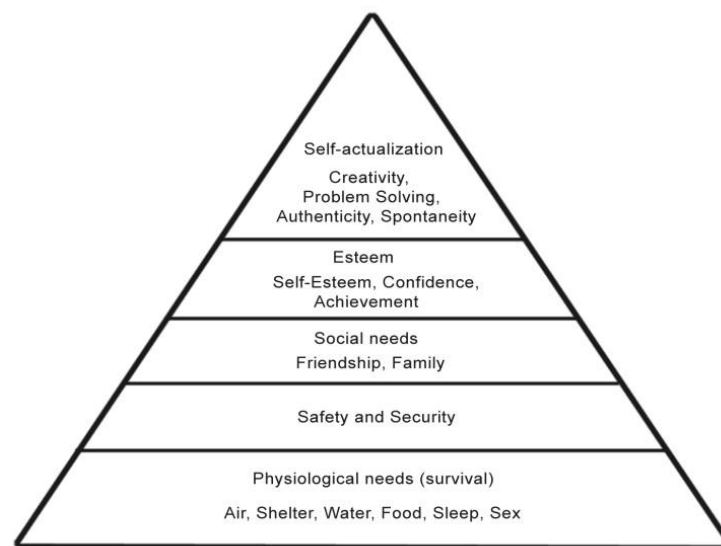 Self-actualization
Creativity,
Problem Solving,
Authenticity, Spontaneity
Esteem
Self-Esteem, Confidence,
Achievement
Social needs
Friendship, Family
Safety and Security
Physiological needs (survival)
Air, Shelter, Water, Food, Sleep, Sex